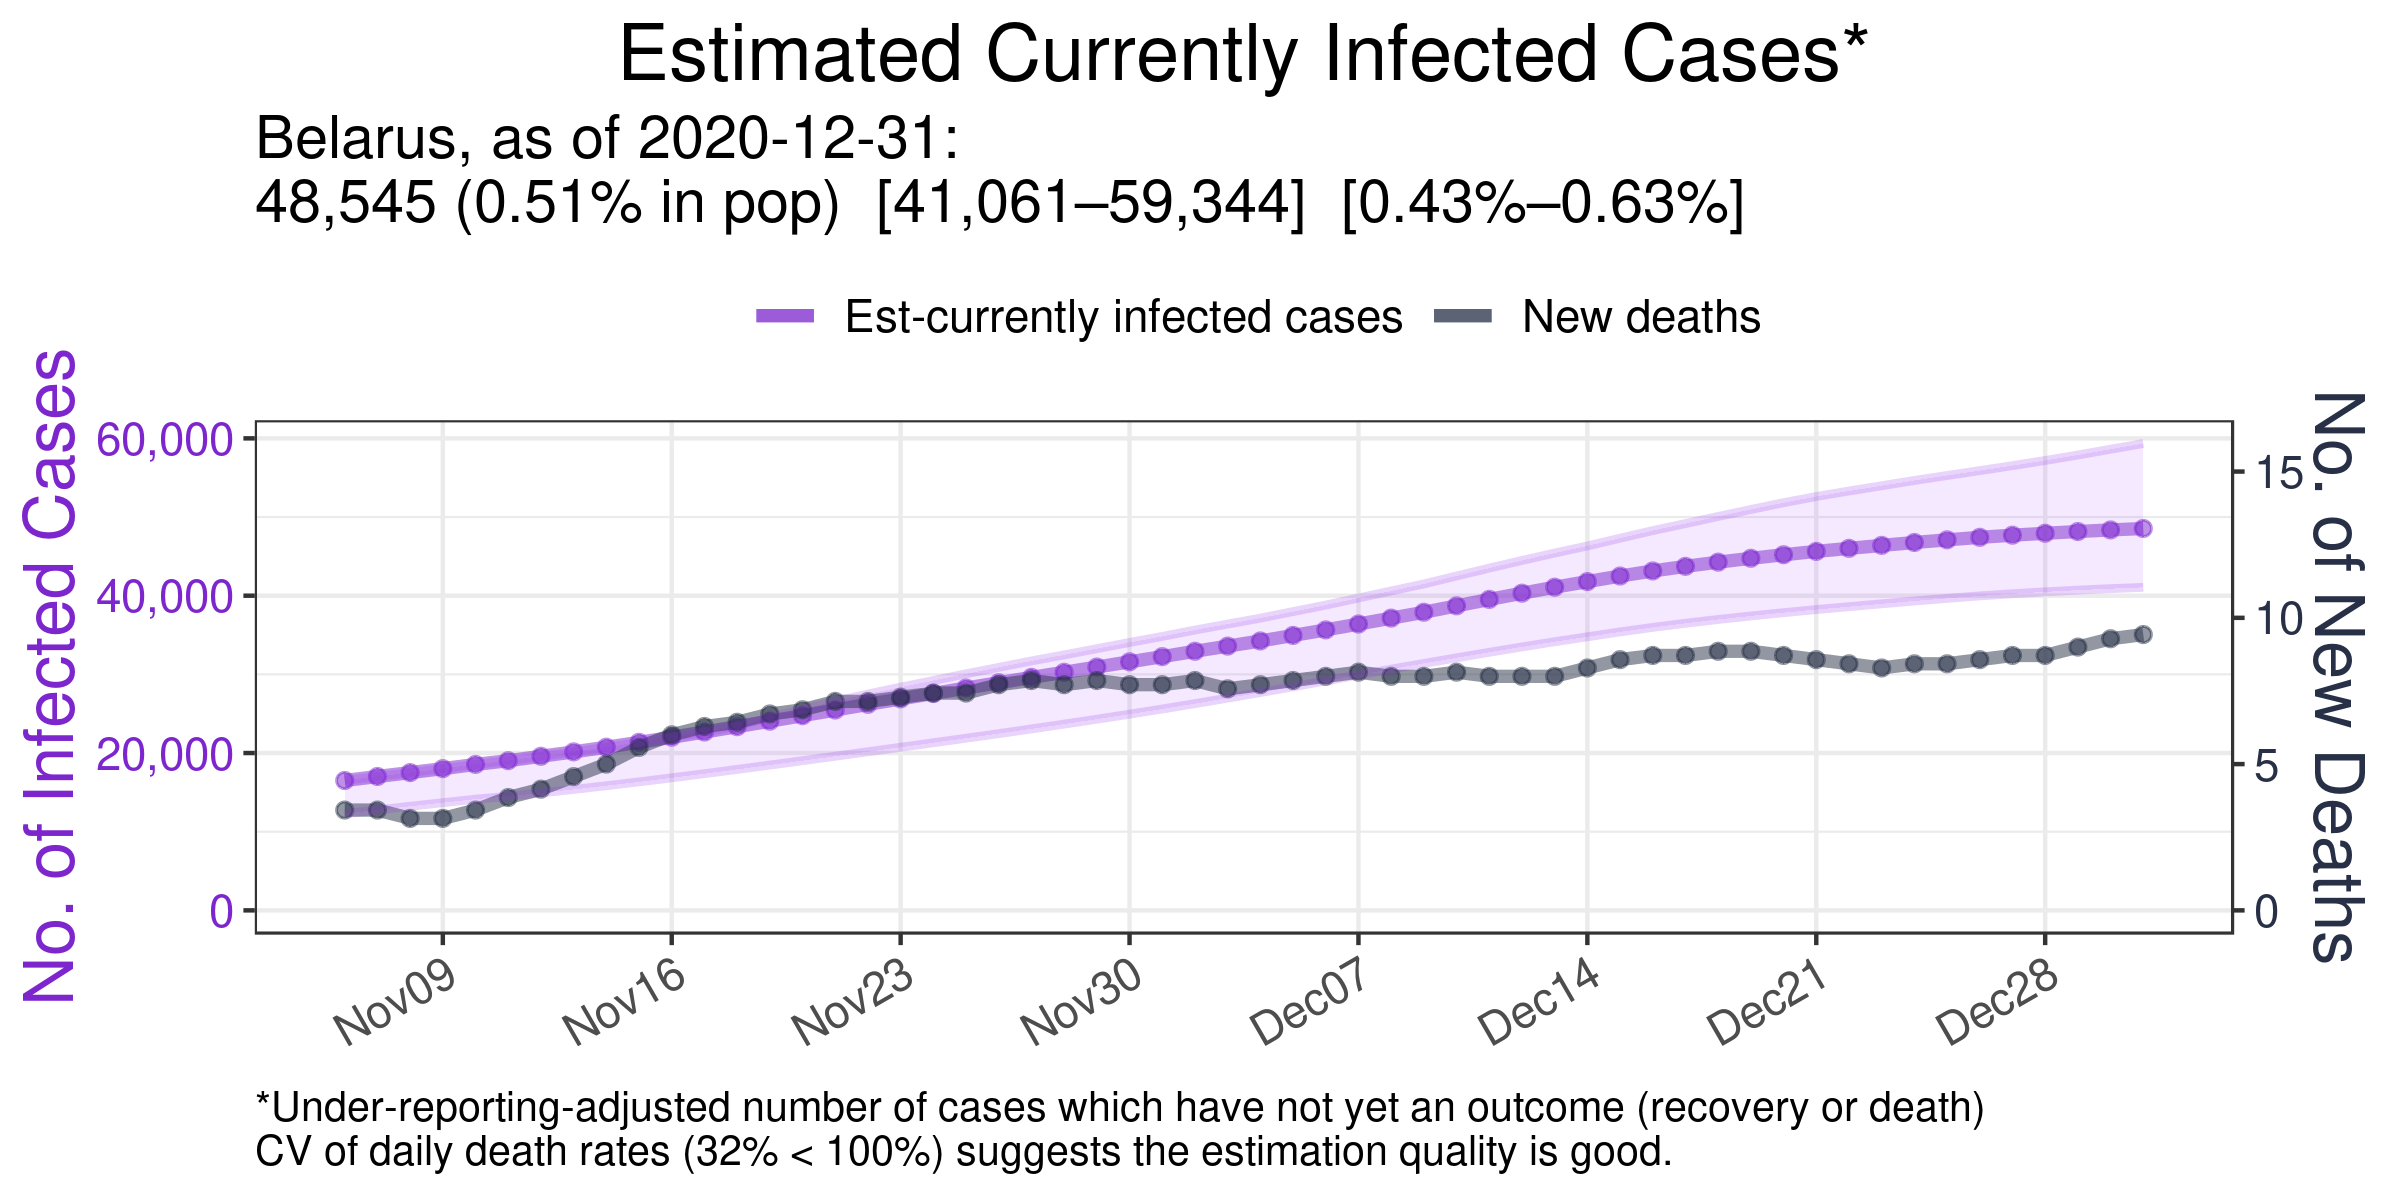 Estimated Currently Infected Cases*
Belarus, as of 2020-12-31:
48,545 (0.51% in pop)  [41,061–59,344]  [0.43%–0.63%]
Est-currently infected cases
New deaths
No. of Infected Cases
60,000
40,000
20,000
0
15
10
5
0
No. of New Deaths
Nov09
Nov16
Nov23
Nov30
Dec07
Dec14
Dec21
Dec28
*Under-reporting-adjusted number of cases which have not yet an outcome (recovery or death)
CV of daily death rates (32% < 100%) suggests the estimation quality is good.